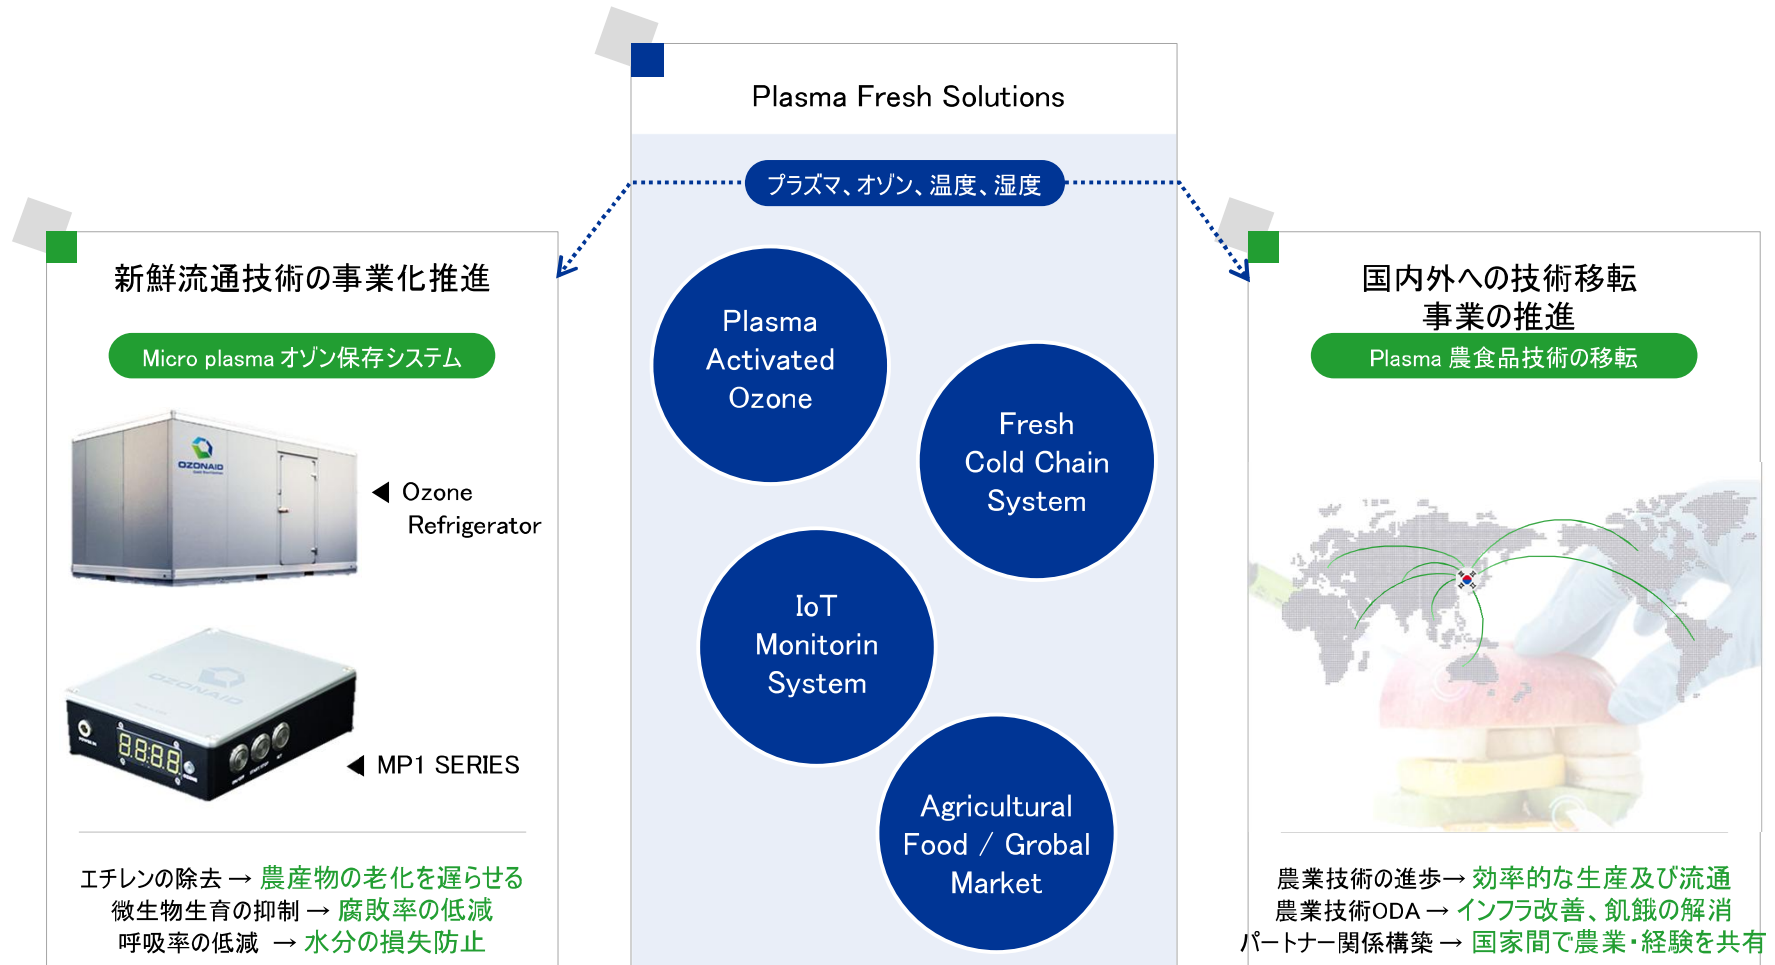 Plasma Fresh Solutions
プラズマ、オゾン、温度、湿度
Plasma
Activated
Ozone
Fresh
Cold Chain
System
IoT
Monitorin
System
Agricultural
Food / Grobal
Market
新鮮流通技術の事業化推進
Micro plasma オゾン保存システム
OZONAID
◀ Ozone
Refrigerator
OZONAID
8:8:8:8
◀ MP1 SERIES
エチレンの除去 → 農産物の老化を遅らせる
微生物生育の抑制 → 腐敗率の低減
呼吸率の低減 → 水分の損失防止
国内外への技術移転
事業の推進
Plasma 農食品技術の移転
農業技術の進歩→ 効率的な生産及び流通
農業技術ODA → インフラ改善、飢餓の解消
パートナー関係構築 → 国家間で農業・経験を共有